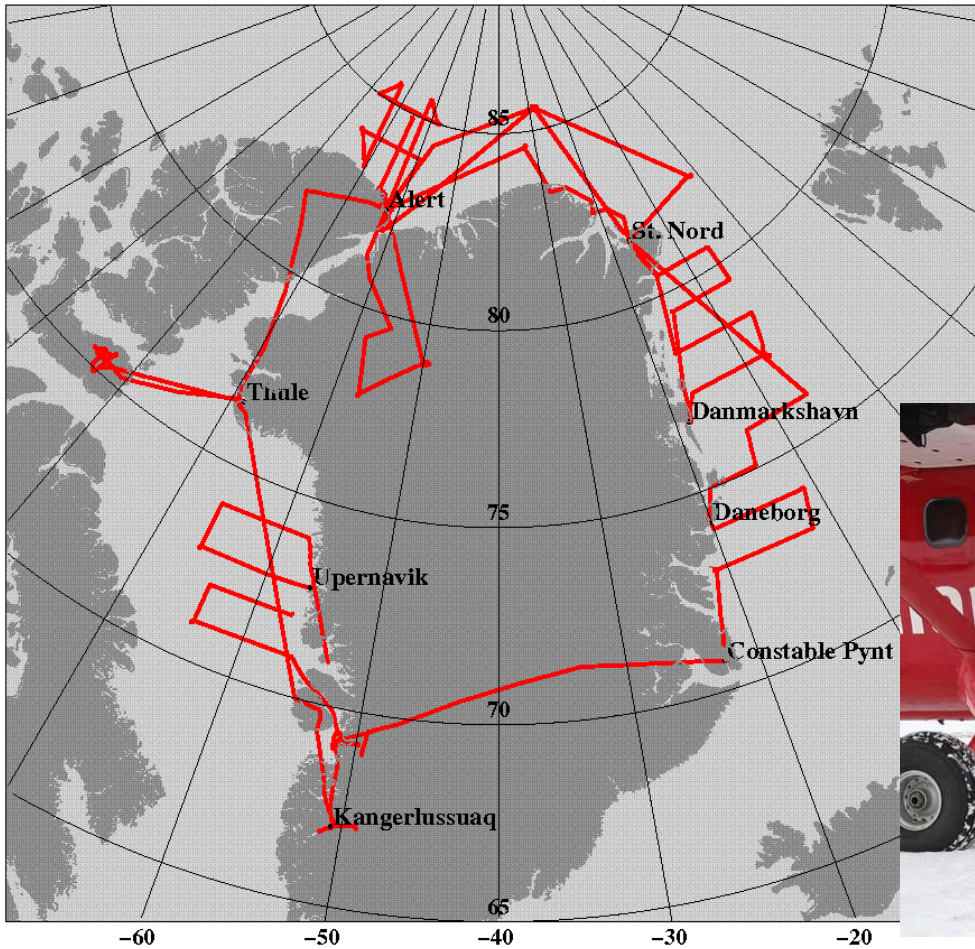 85
Alert
St. Nord
80
Thule
Danmarkshavn
75
Daneborg
Upernavik
Constable Pynt
70
Kangerlussuaq
65
−60 −50 −40 −30 −20